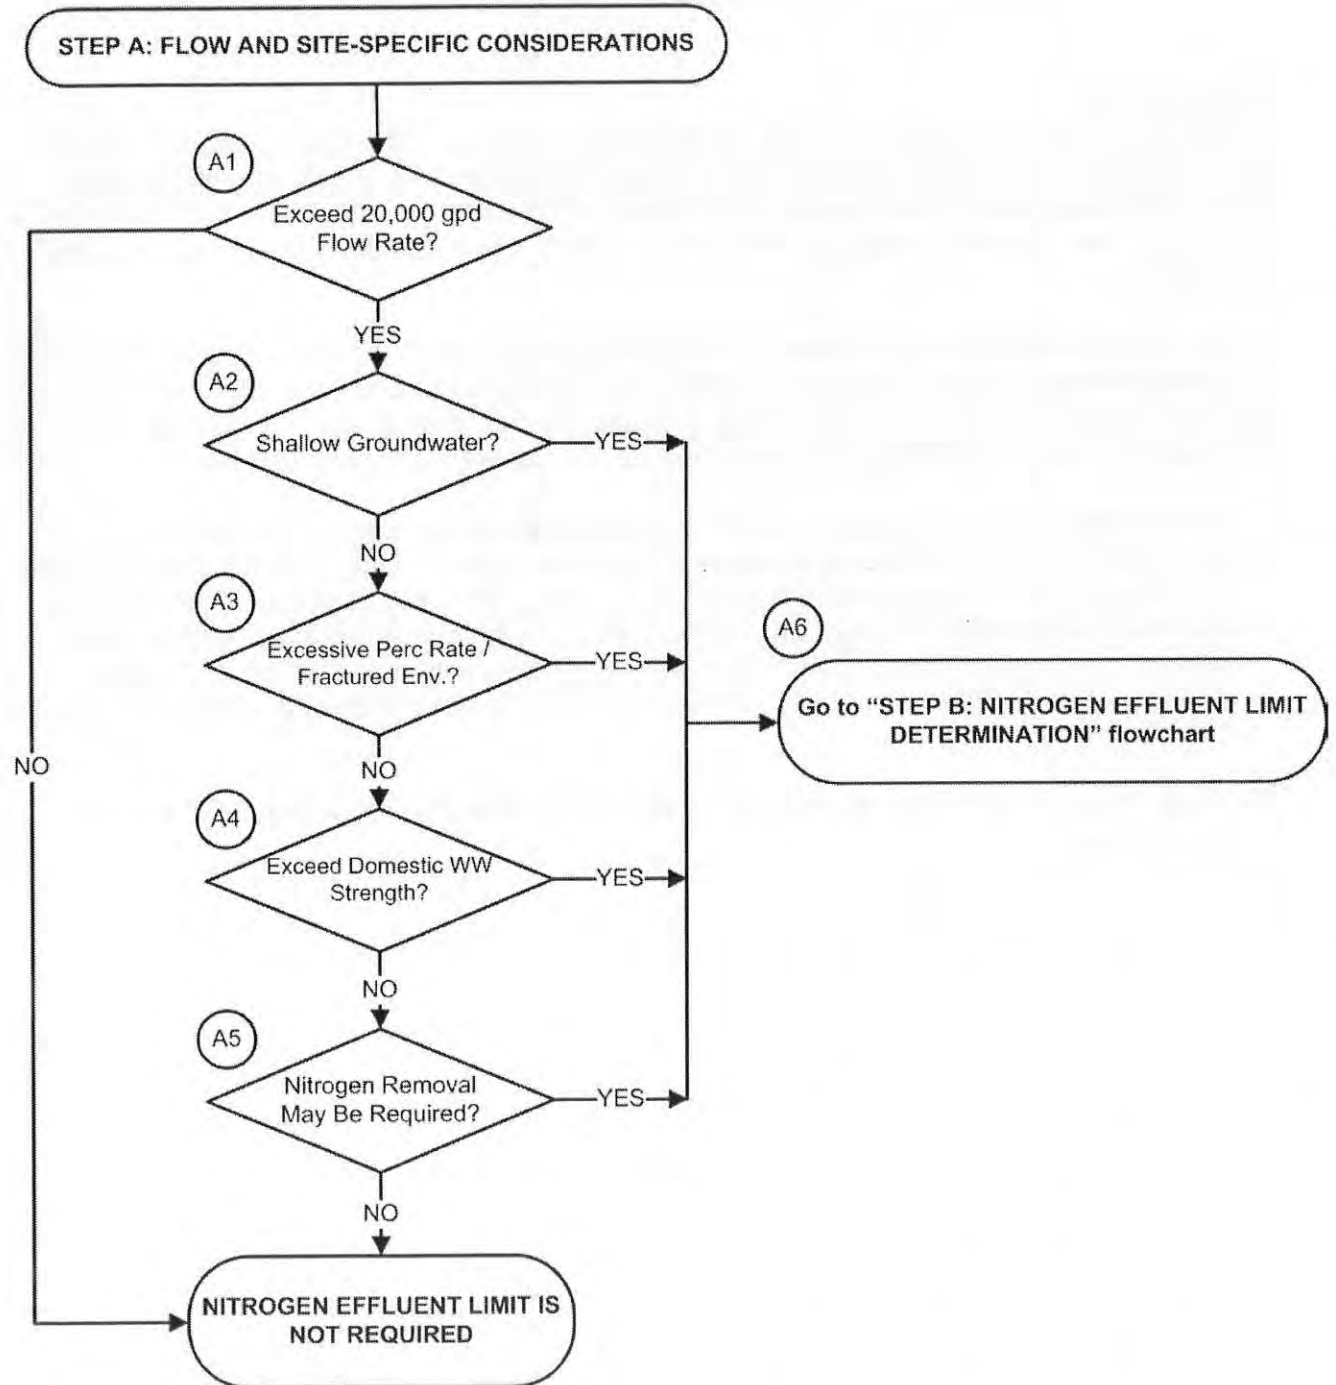 STEP A: FLOW AND SITE-SPECIFIC CONSIDERATIONS
A1
Exceed 20,000 gpd
Flow Rate?
YES
A2
Shallow Groundwater?
YES
NO
A3
Excessive Perc Rate /
Fractured Env.?
YES
A6
Go to “STEP B: NITROGEN EFFLUENT LIMIT
DETERMINATION” flowchart
NO
NO
A4
Exceed Domestic WW
Strength?
YES
NO
A5
Nitrogen Removal
May Be Required?
YES
NO
NITROGEN EFFLUENT LIMIT IS
NOT REQUIRED